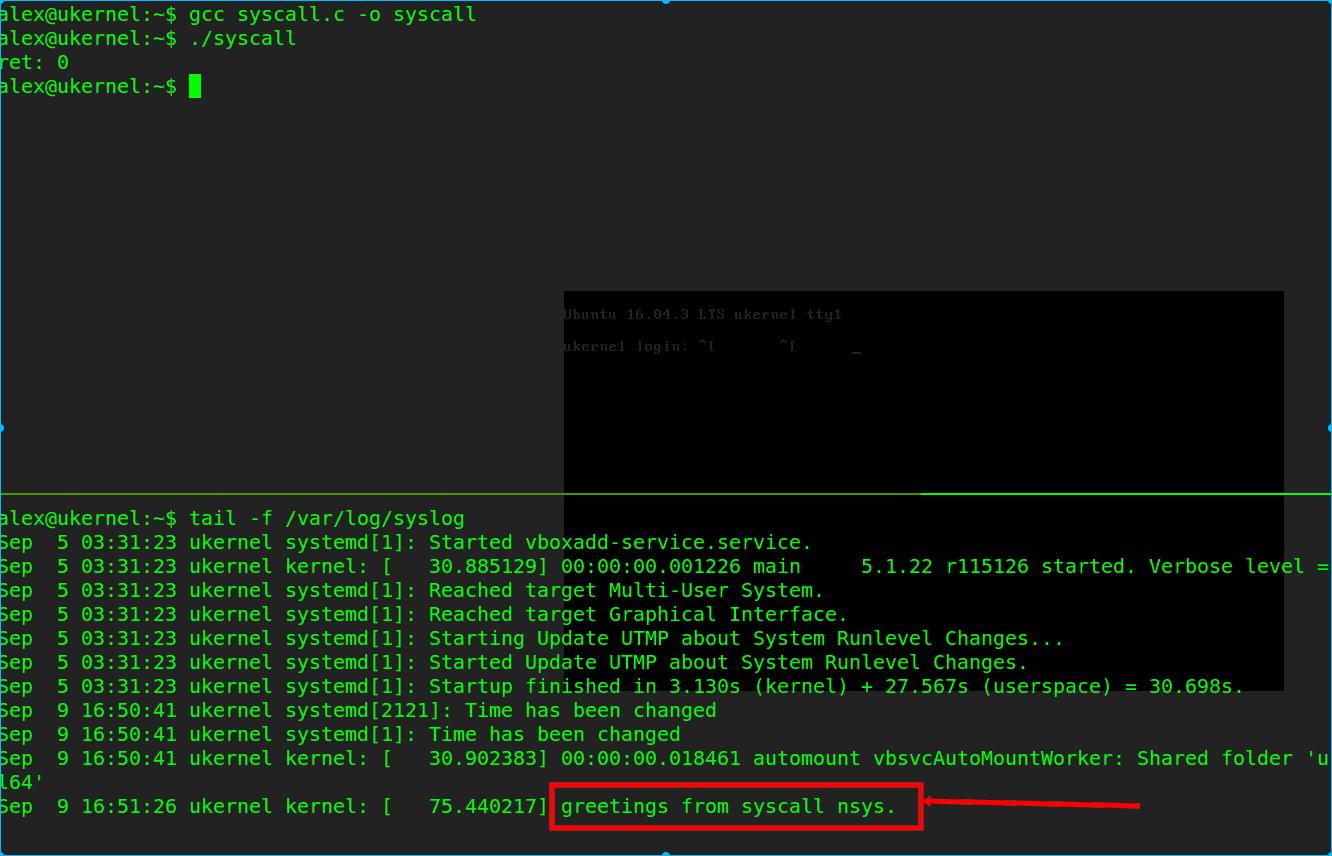 alex@ukernel:~$ gcc syscall.c -o syscall
alex@ukernel:~$ ./syscall
ret: 0
alex@ukernel:~$
Ubuntu 16.04.3 LTS ukernel tty1
ukernel login: ^[ ^[ _
alex@ukernel:~$ tail -f /var/log/syslog
Sep  5 03:31:23 ukernel systemd[1]: Started vboxadd-service.service.
Sep  5 03:31:23 ukernel kernel: [   30.885129] 00:00:00.001226 main     5.1.22 r115126 started. Verbose level =
Sep  5 03:31:23 ukernel systemd[1]: Reached target Multi-User System.
Sep  5 03:31:23 ukernel systemd[1]: Reached target Graphical Interface.
Sep  5 03:31:23 ukernel systemd[1]: Starting Update UTMP about System Runlevel Changes...
Sep  5 03:31:23 ukernel systemd[1]: Started Update UTMP about System Runlevel Changes.
Sep  5 03:31:23 ukernel systemd[1]: Startup finished in 3.130s (kernel) + 27.567s (userspace) = 30.698s.
Sep  9 16:50:41 ukernel systemd[2121]: Time has been changed
Sep  9 16:50:41 ukernel systemd[1]: Time has been changed
Sep  9 16:50:41 ukernel kernel: [   30.902383] 00:00:00.018461 automount vbsvcAutoMountWorker: Shared folder 'u
l64'
Sep  9 16:51:26 ukernel kernel: [   75.440217] greetings from syscall nsys.